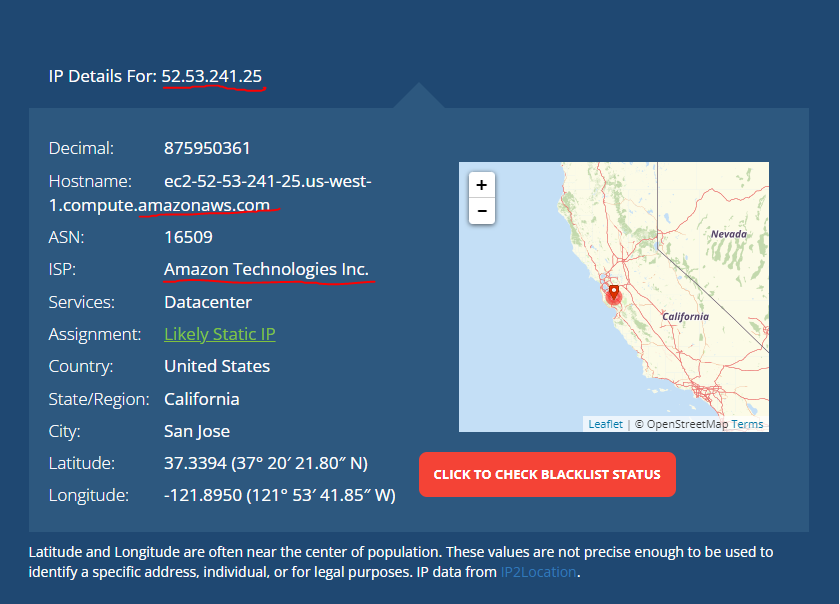 IP Details For: 52.53.241.25
Decimal: 875950361
Hostname: ec2-52-53-241-25.us-west-
1.compute.amazonaws.com
ASN: 16509
ISP: Amazon Technologies Inc.
Services: Datacenter
Assignment: Likely Static IP
Country: United States
State/Region: California
City: San Jose
Latitude: 37.3394 (37° 20′ 21.80″ N)
Longitude: -121.8950 (121° 53′ 41.85″ W)
+
−
Nevada
California
Leaflet | © OpenStreetMap Terms
CLICK TO CHECK BLACKLIST STATUS
Latitude and Longitude are often near the center of population. These values are not precise enough to be used to
identify a specific address, individual, or for legal purposes. IP data from IP2Location.